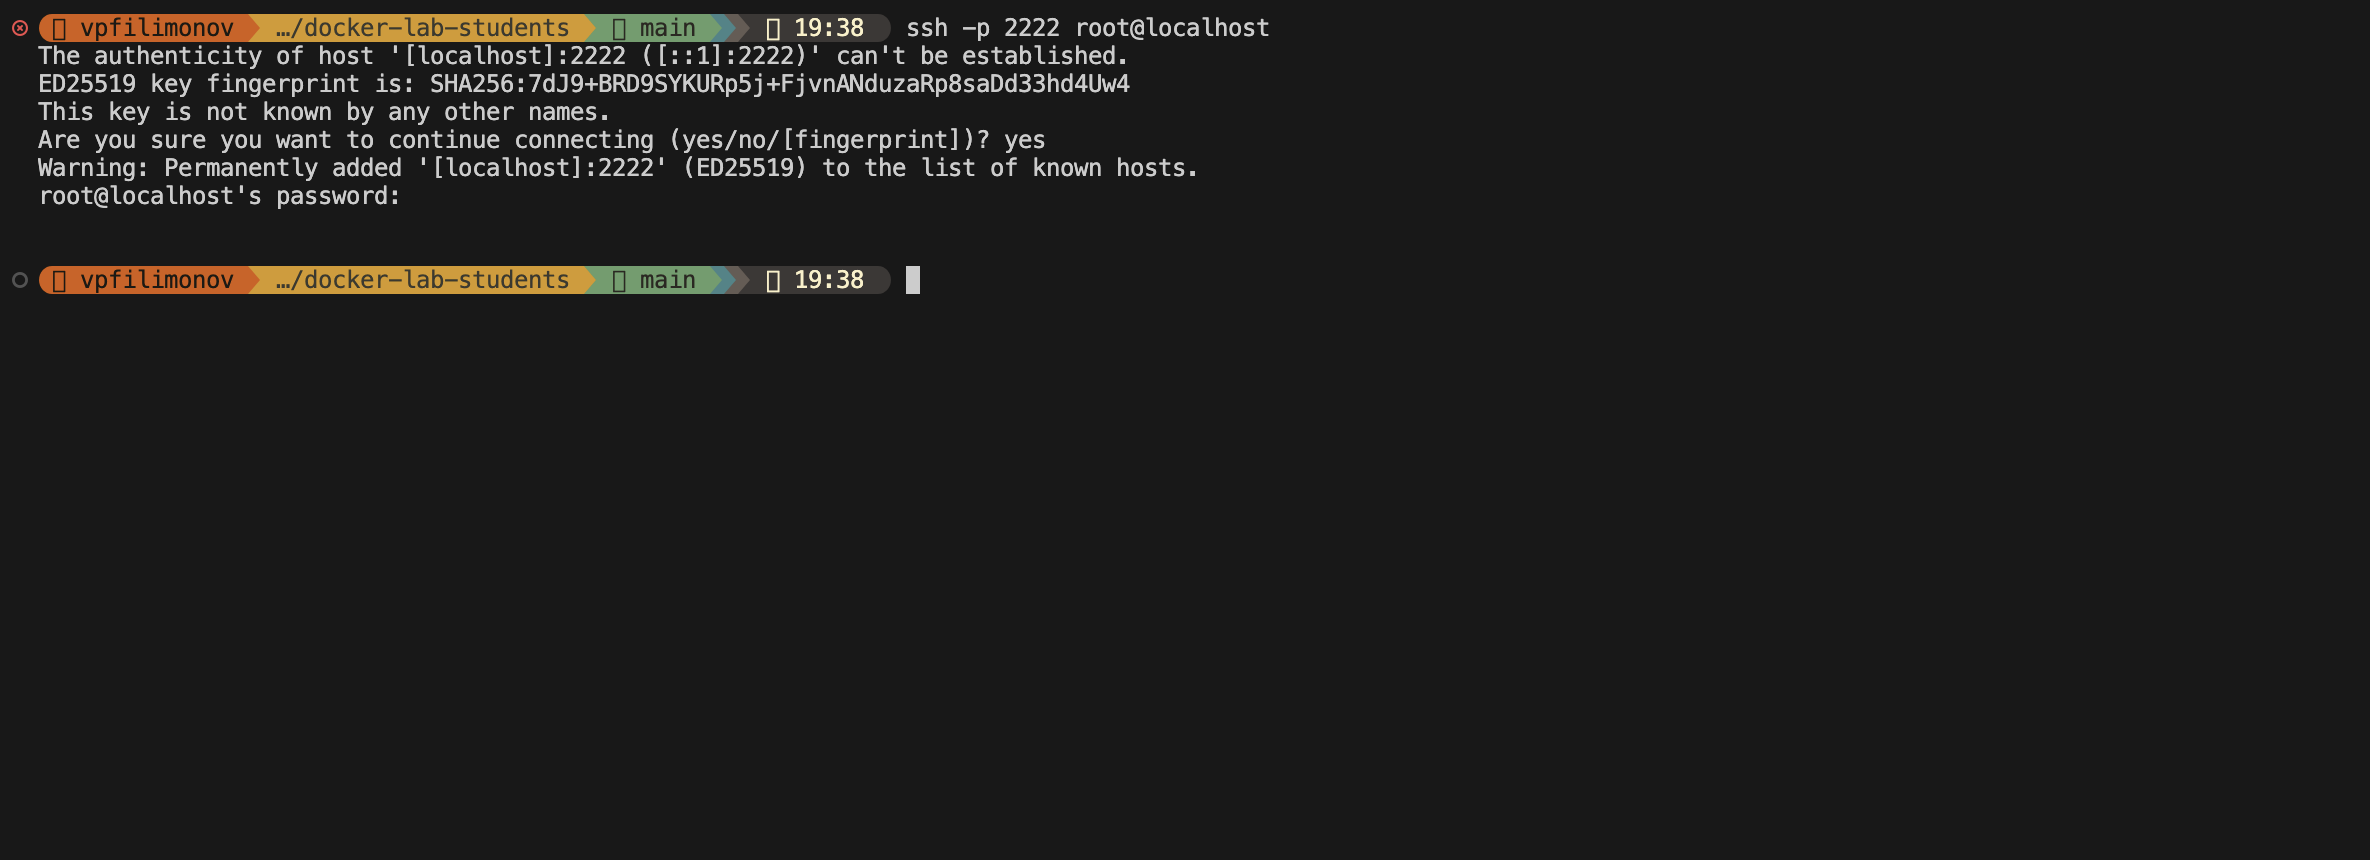 vpfilimonov …/docker-lab-students main 19:38 ssh -p 2222 root@localhost
The authenticity of host '[localhost]:2222 ([::1]:2222)' can't be established.
ED25519 key fingerprint is: SHA256:7dJ9+BRD9SYKURp5j+FjvnANduzaRp8saDd33hd4Uw4
This key is not known by any other names.
Are you sure you want to continue connecting (yes/no/[fingerprint])? yes
Warning: Permanently added '[localhost]:2222' (ED25519) to the list of known hosts.
root@localhost's password:
vpfilimonov …/docker-lab-students main 19:38